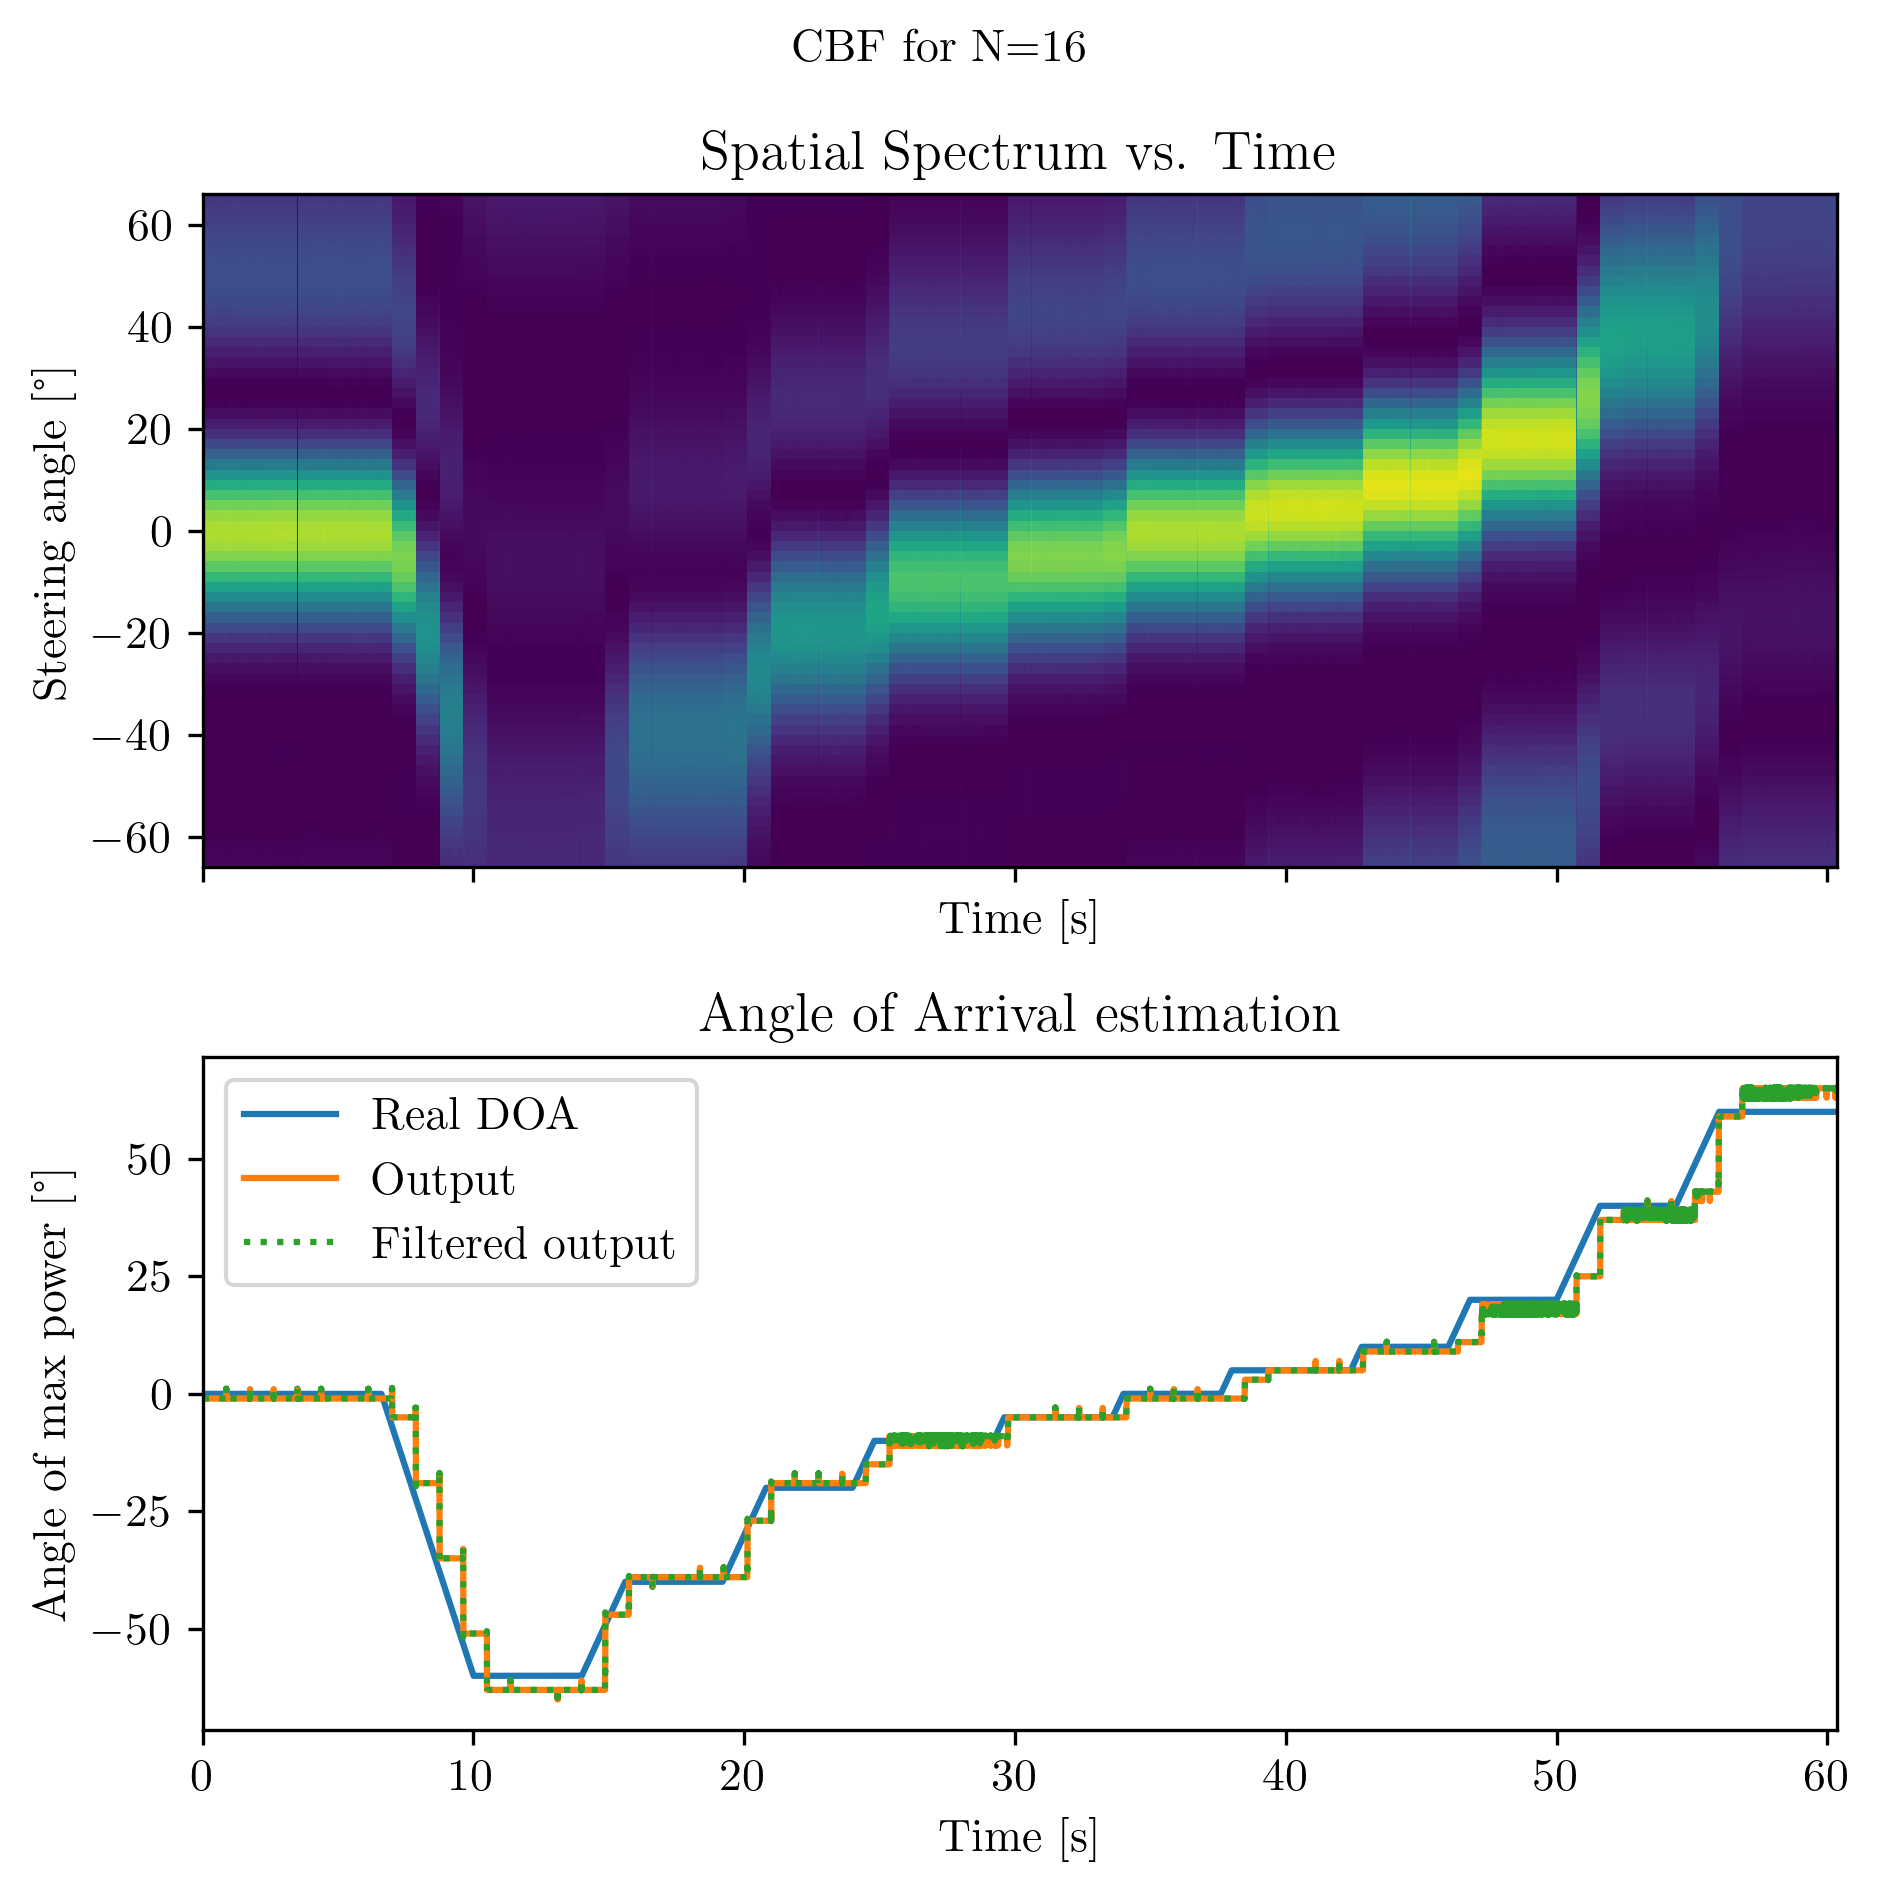 CBF for N=16
Spatial Spectrum vs. Time
Steering angle [°]
60
40
20
0
−20
−40
−60
Time [s]
Angle of Arrival estimation
Angle of max power [°]
50
25
0
−25
−50
Real DOA
Output
Filtered output
0 10 20 30 40 50 60
Time [s]